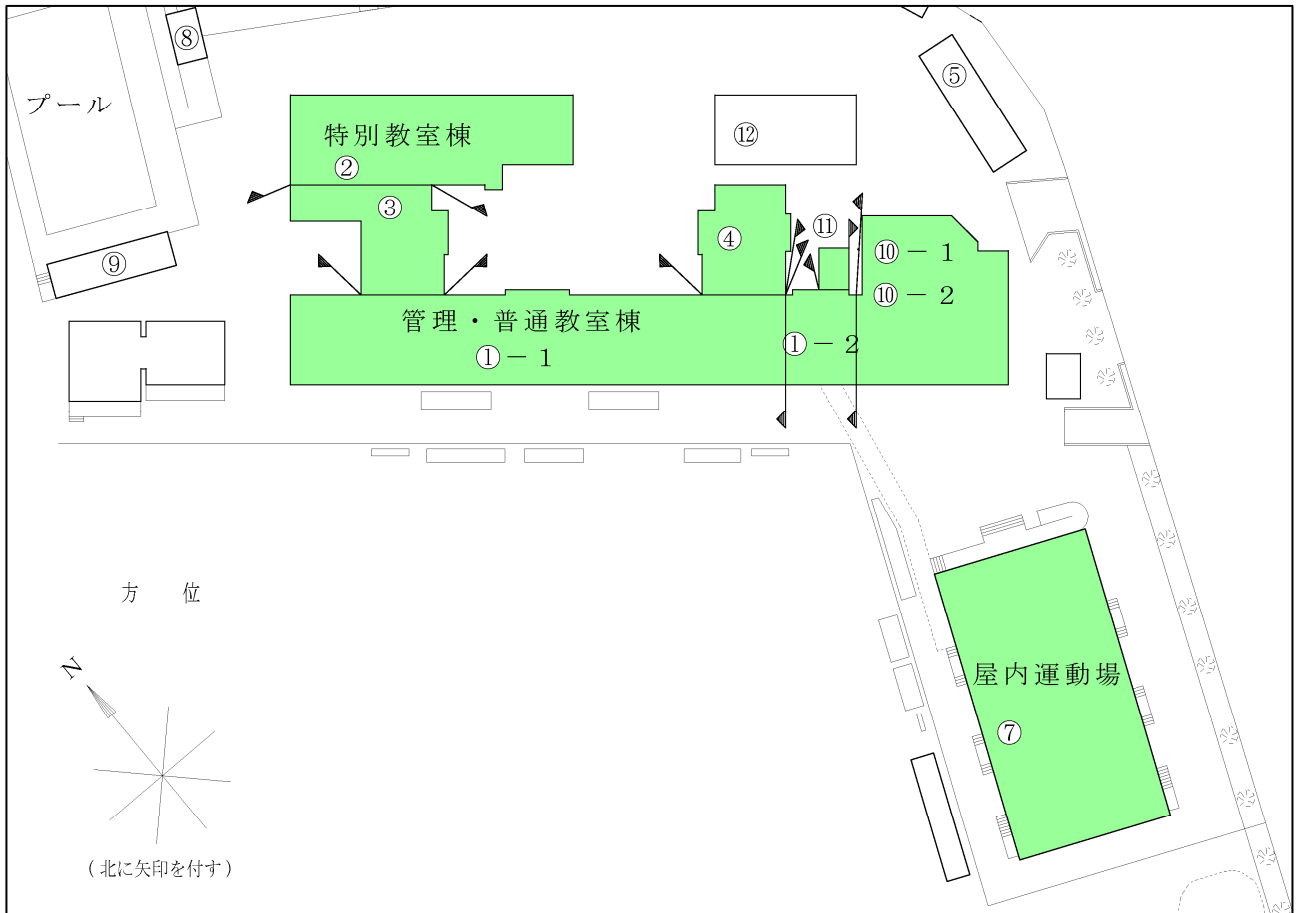 ⑧
プール
⑤
特別教室棟
⑫
②
③
④
⑪
⑩－1
⑨
⑩－2
管理・普通教室棟
①－1
①－2
方　位
N
屋内運動場
⑦
(北に矢印を付す)